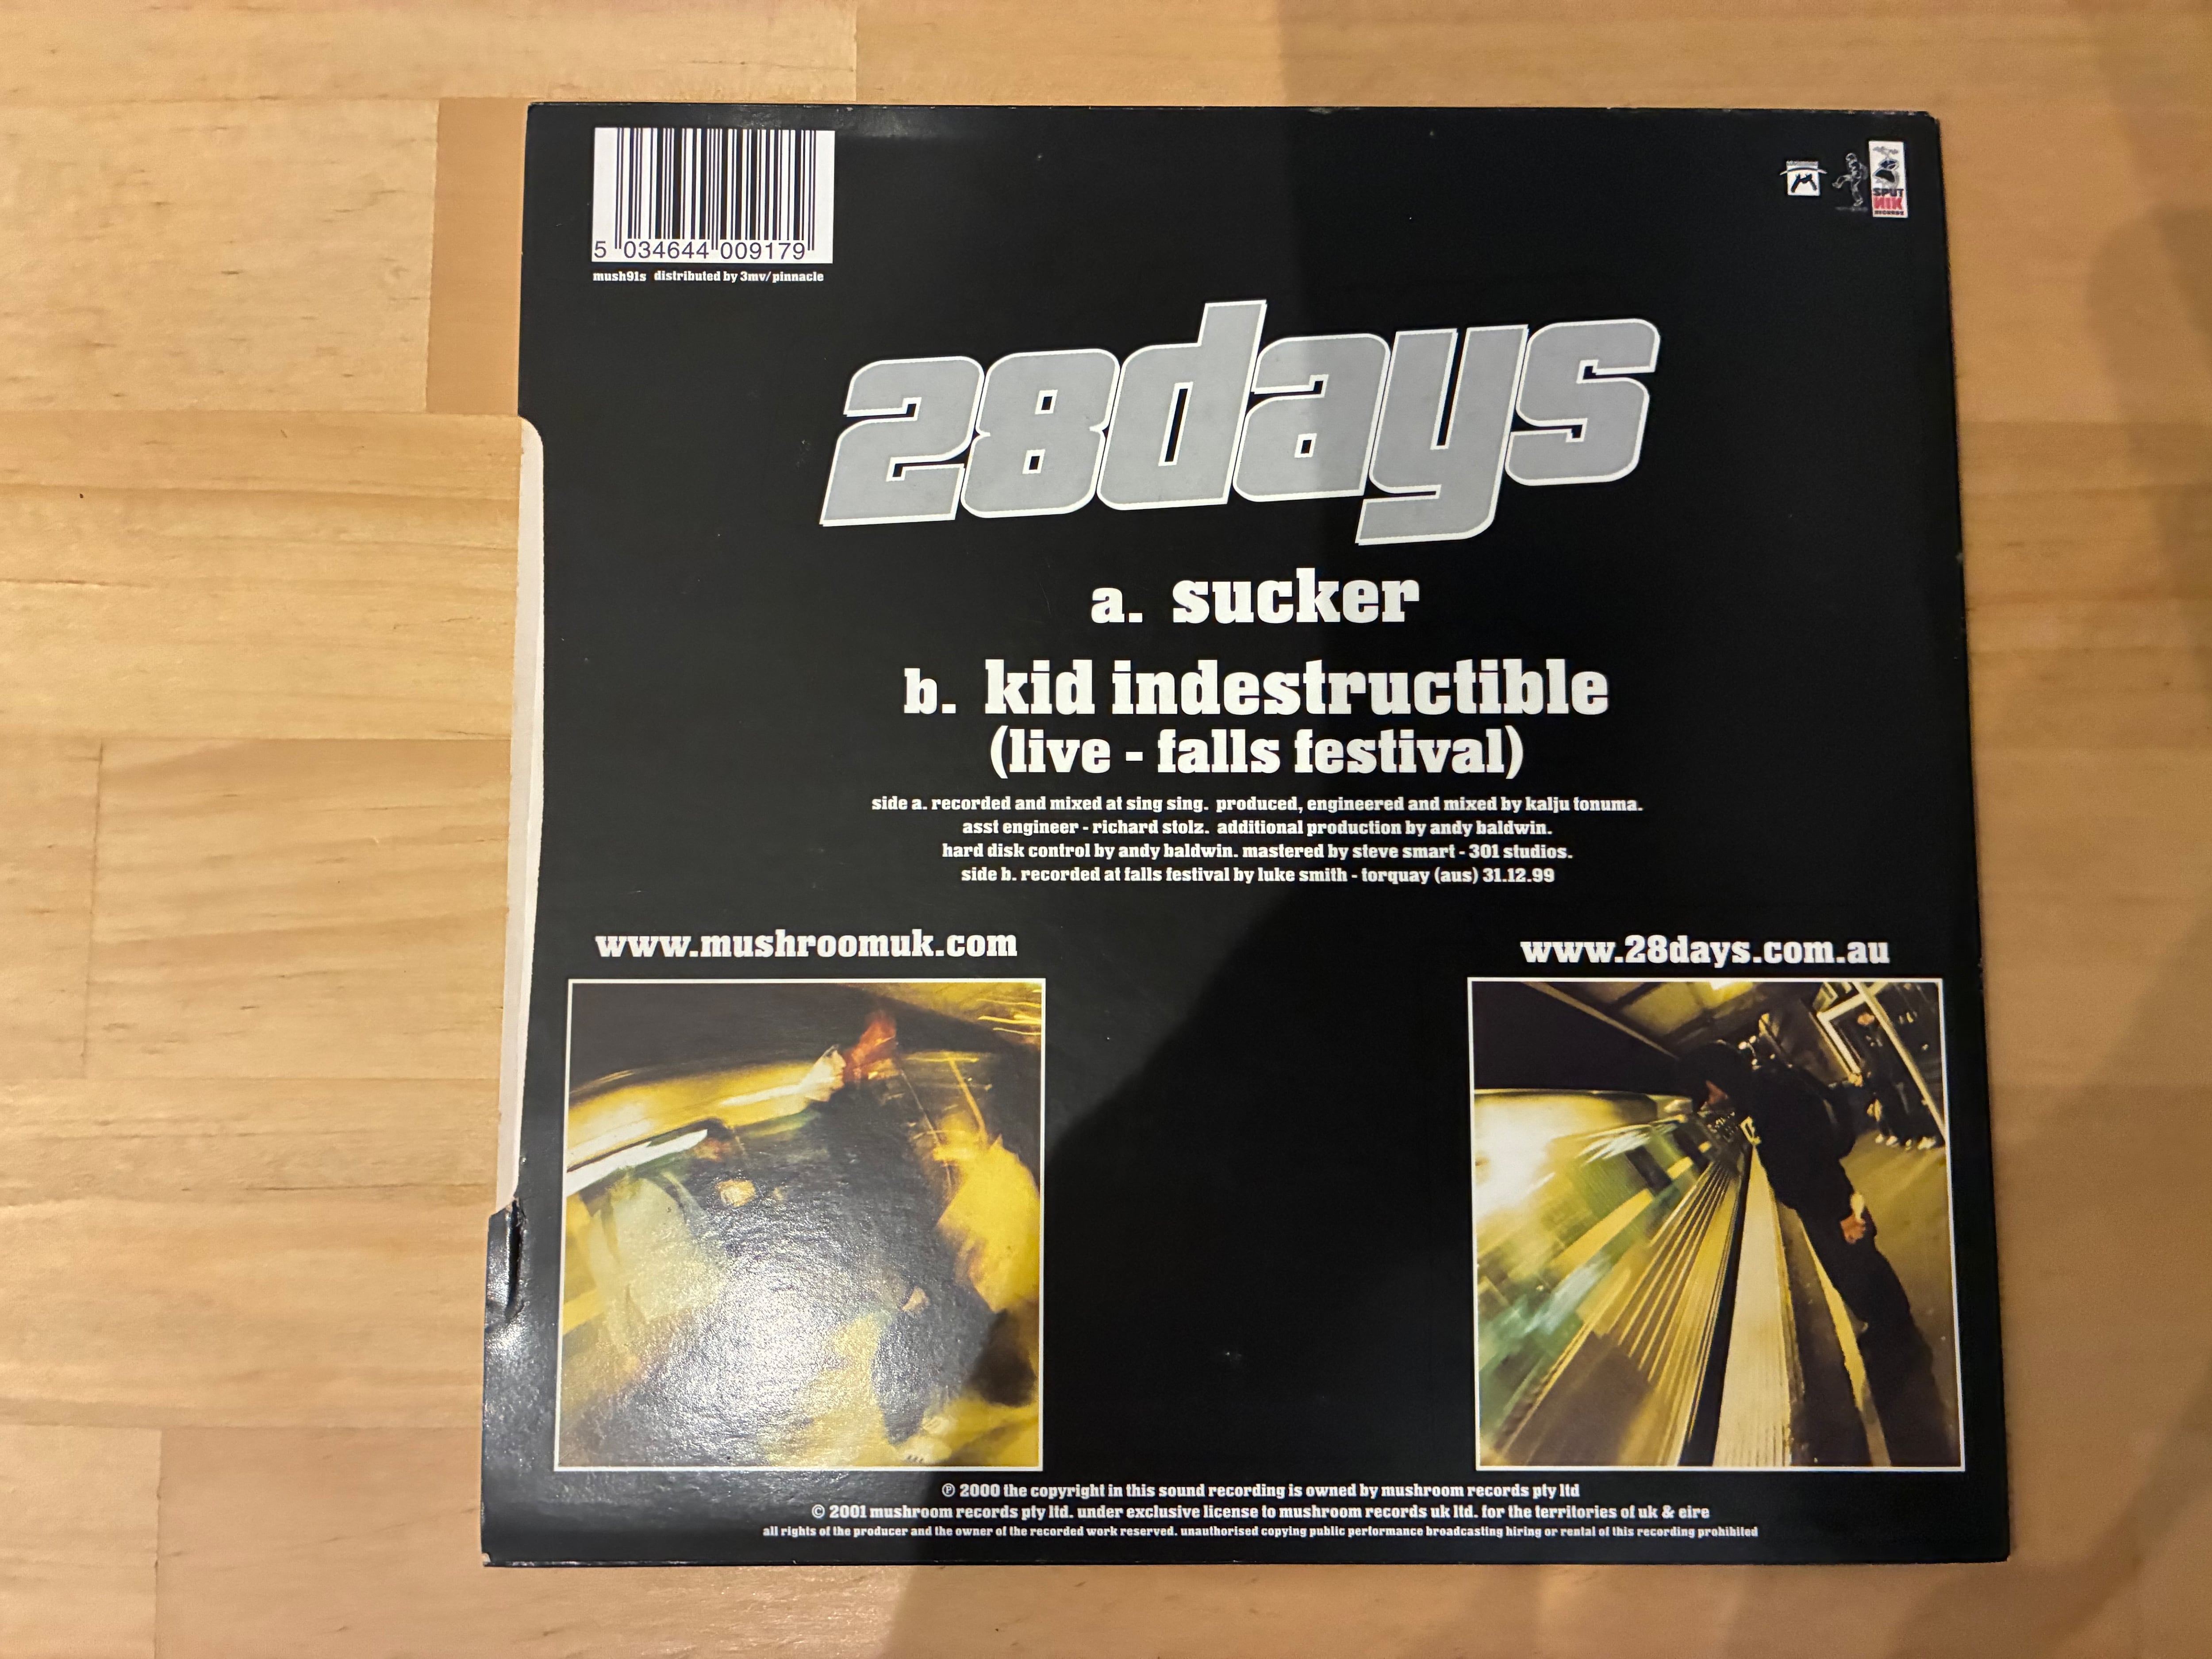 5 034644 009179
mush91s distributed by 3mv/pinnacle
SPUT
NIK
RECORDS
28days
a. sucker
b. kid indestructible
(live - falls festival)
side a. recorded and mixed at sing sing. produced, engineered and mixed by kalju tonuma.
asst engineer - richard stolz. additional production by andy baldwin.
hard disk control by andy baldwin. mastered by steve smart - 301 studios.
side b. recorded at falls festival by luke smith - torquay (aus) 31.12.99
www.mushroomuk.com
www.28days.com.au
℗ 2000 the copyright in this sound recording is owned by mushroom records pty ltd
© 2001 mushroom records pty ltd. under exclusive license to mushroom records uk ltd. for the territories of uk & eire
all rights of the producer and the owner of the recorded work reserved. unauthorised copying public performance broadcasting hiring or rental of this recording prohibited